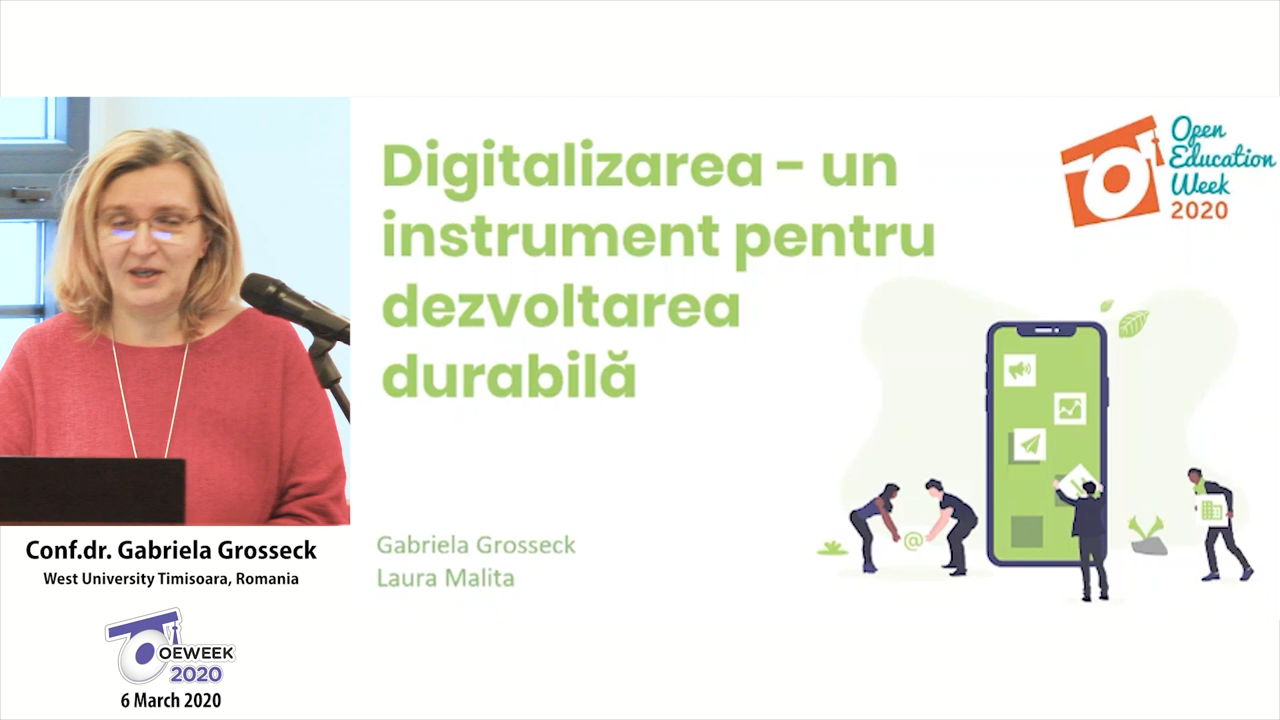 Digitalizarea - un
instrument pentru
dezvoltarea
durabilă
Open
Education
Week
2020
@
Gabriela Grosseck
Laura Malita
Conf.dr. Gabriela Grosseck
West University Timisoara, Romania
OEWEEK
2020
6 March 2020